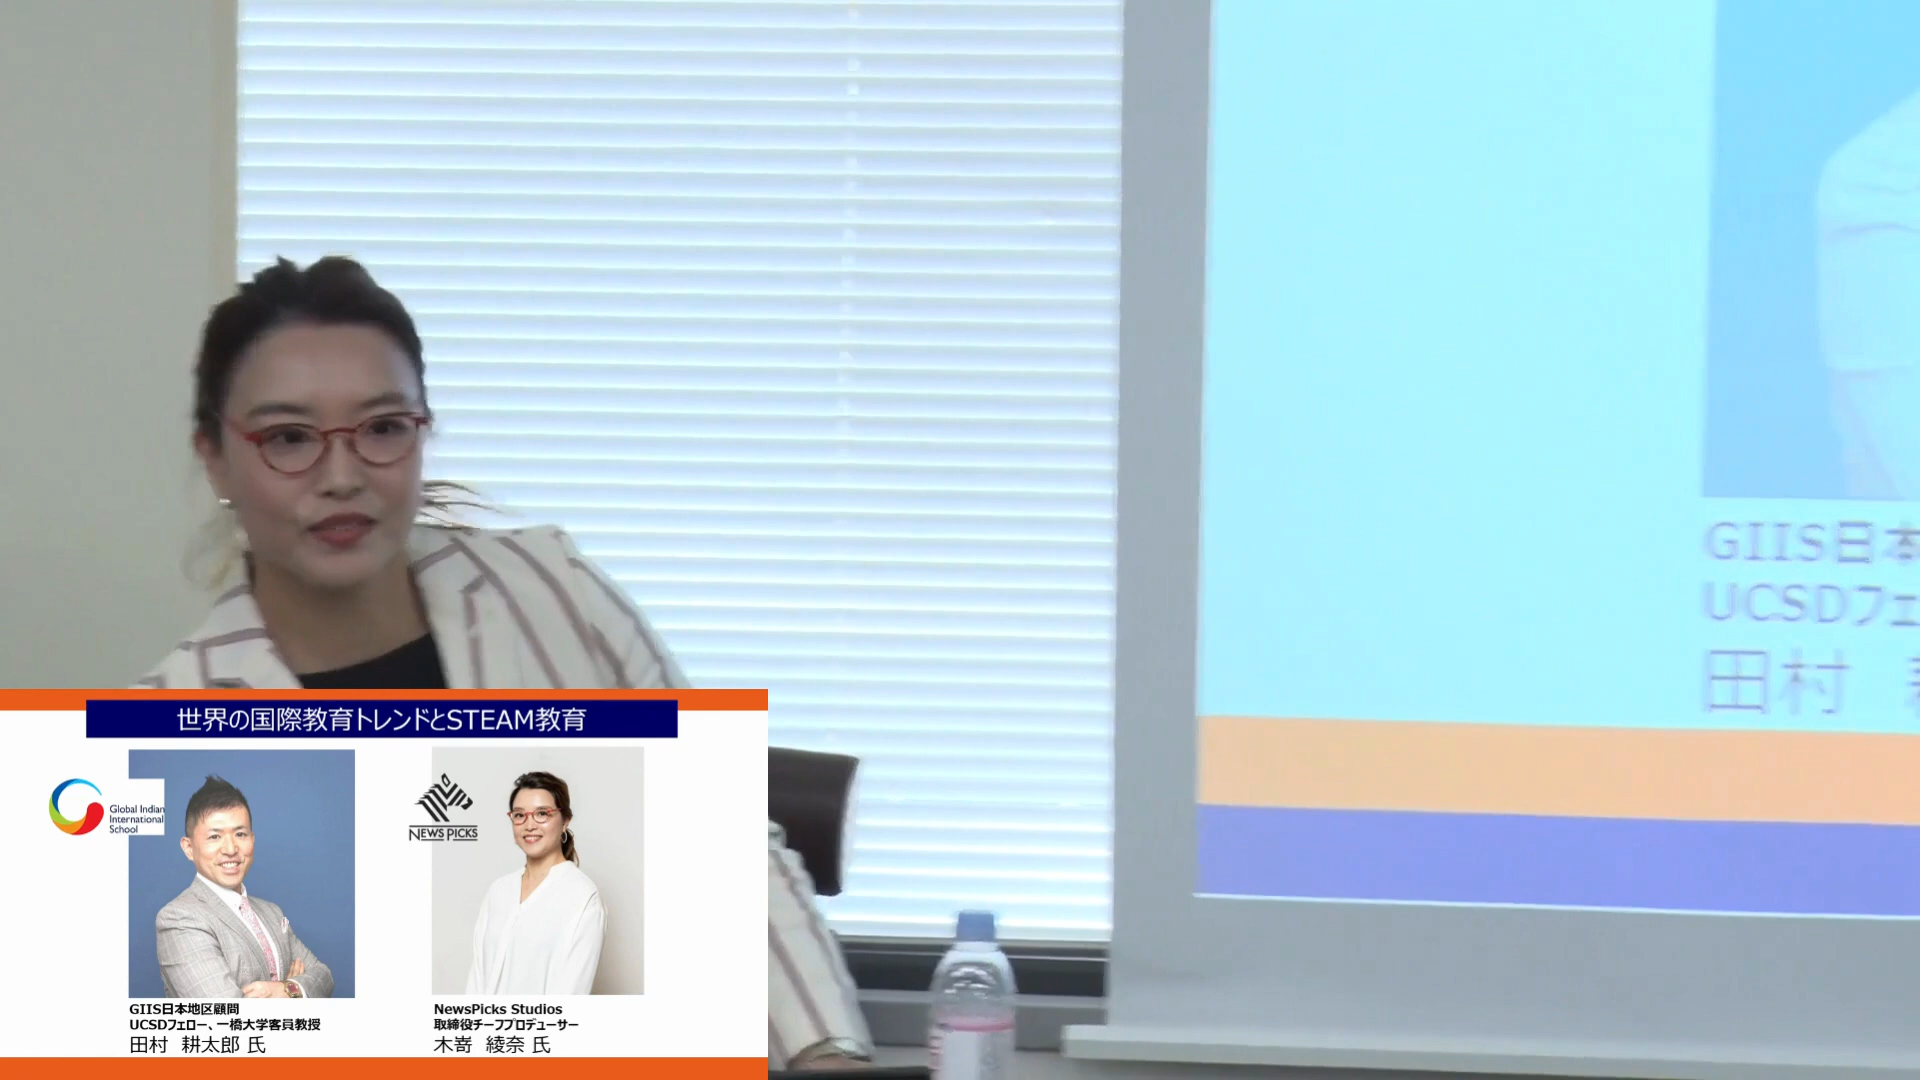 GIIS日本
UCSDフェ
田村
世界の国際教育トレンドとSTEAM教育
Global Indian
International
School
NEWS PICKS
GIIS日本地区顧問
UCSDフェロー、一橋大学客員教授
田村 耕太郎 氏
NewsPicks Studios
取締役チーフプロデューサー
木嵜 綾奈 氏